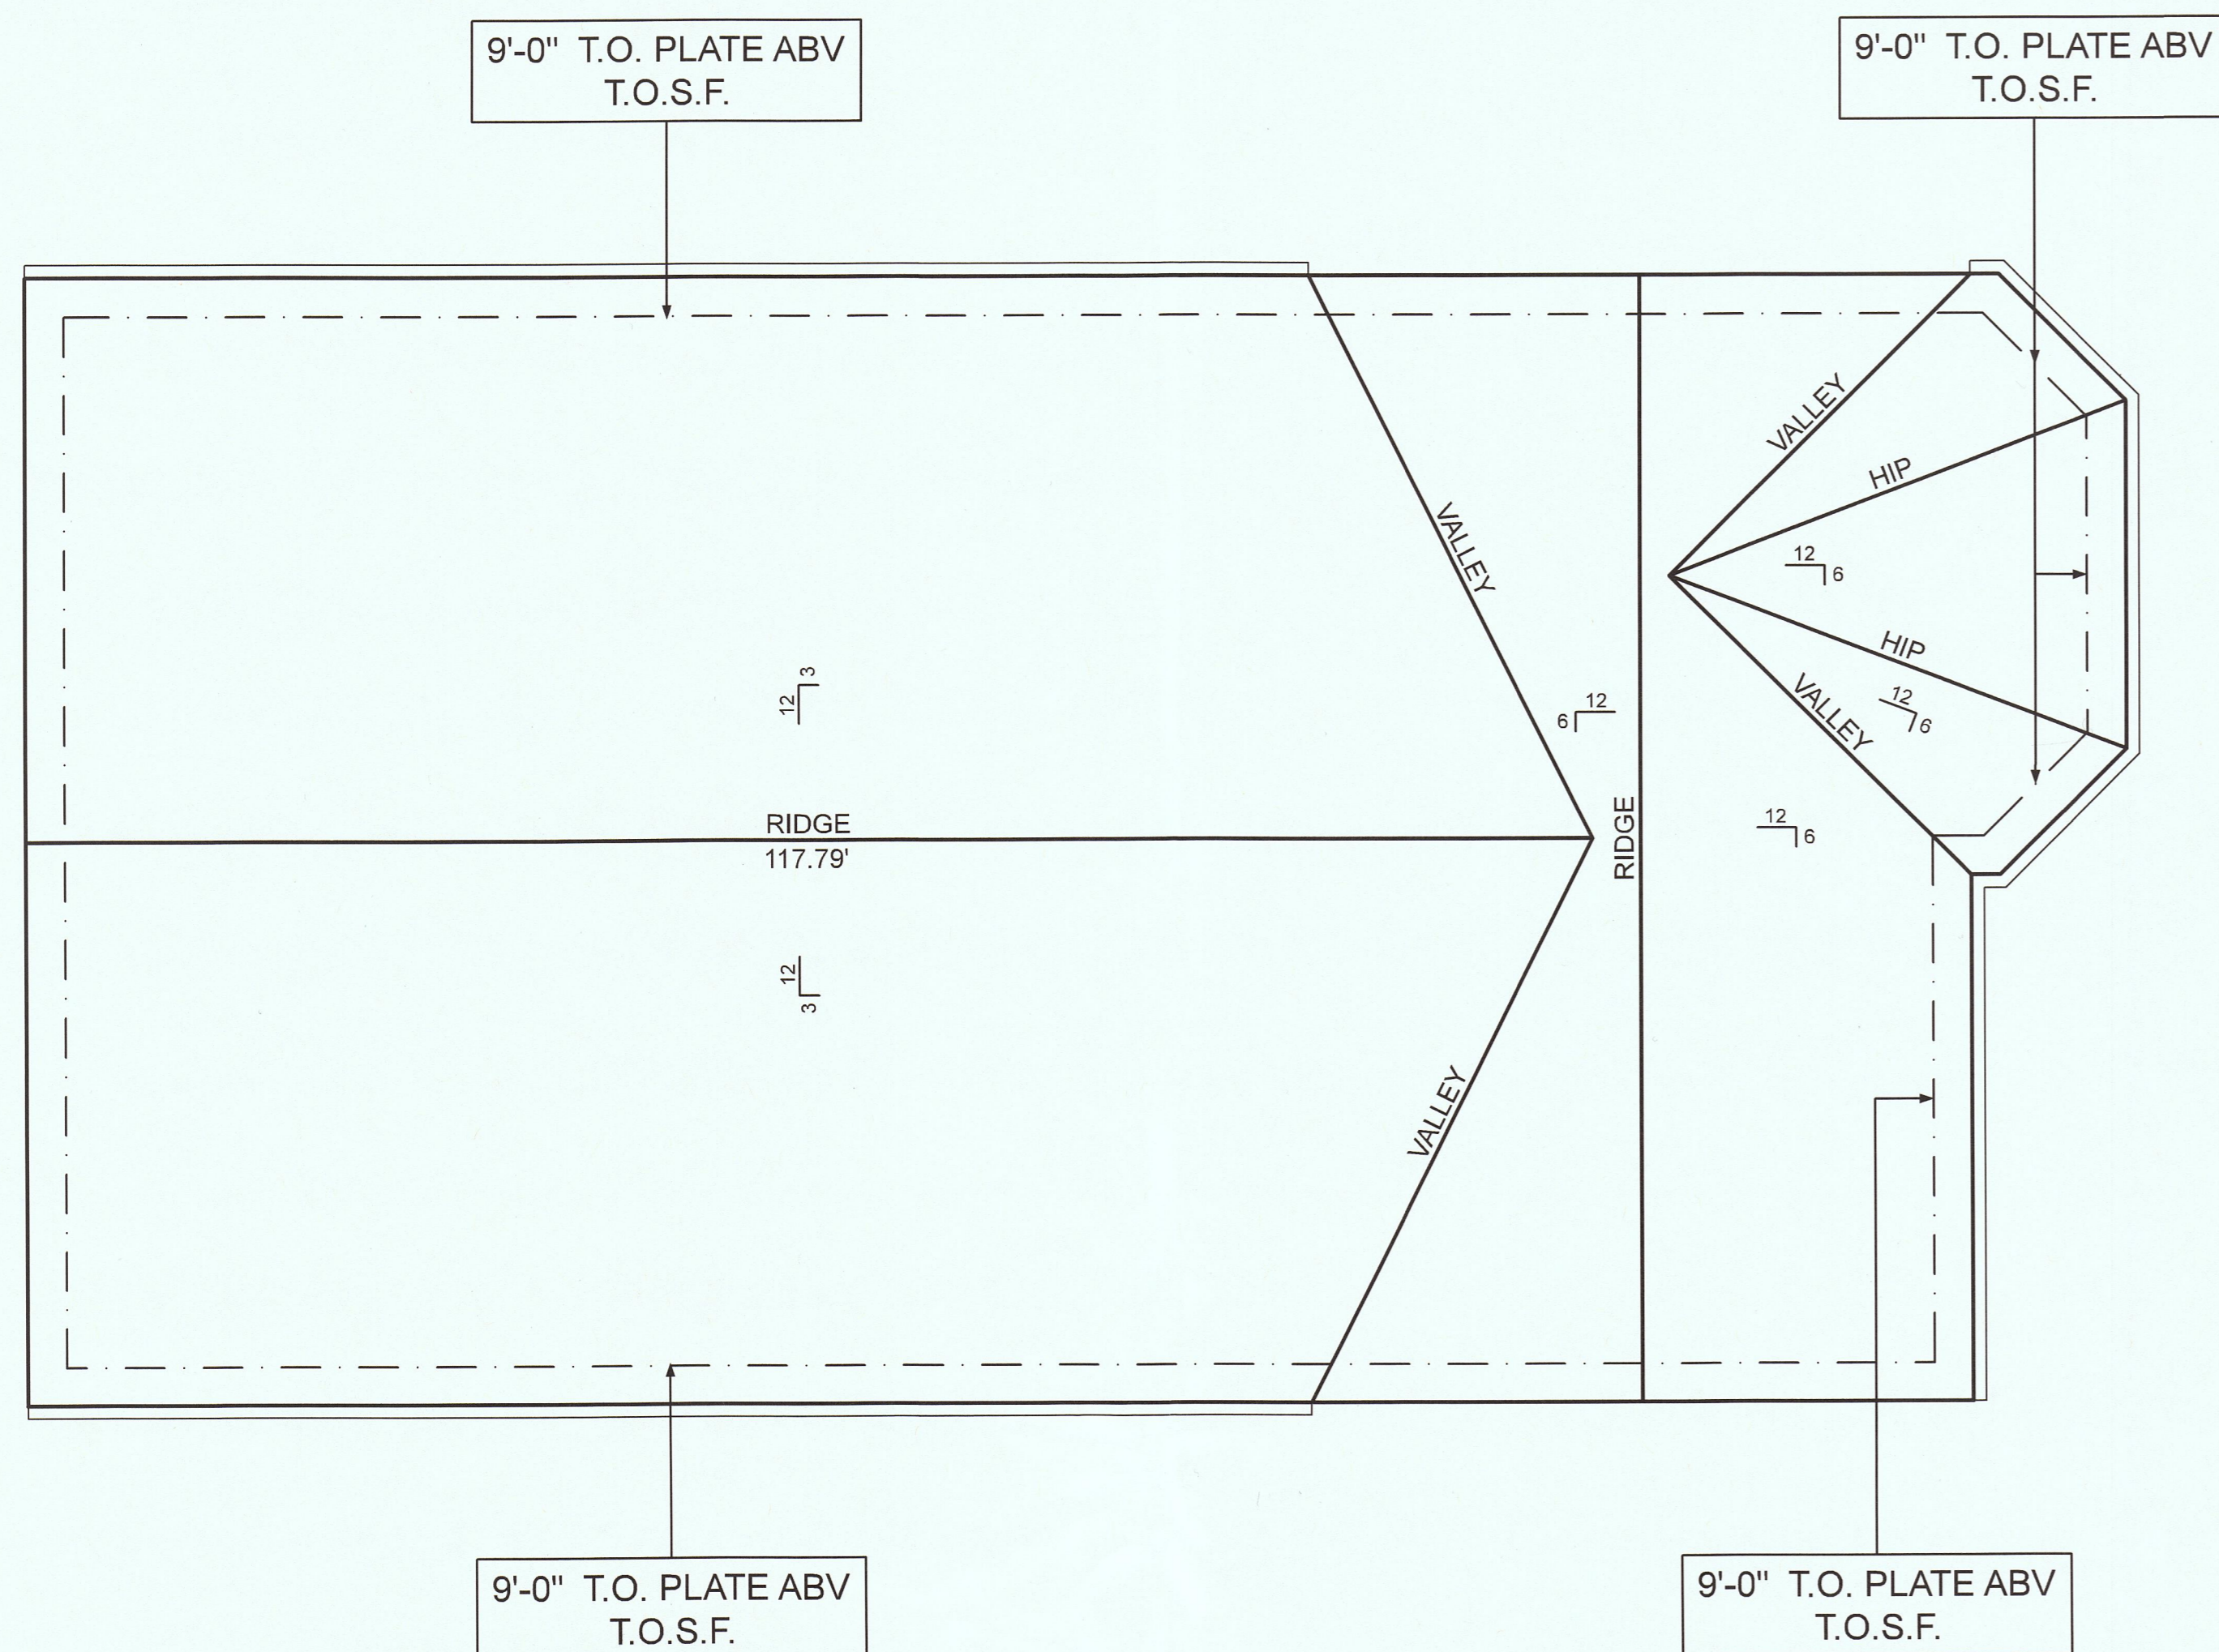 9'-0" T.O. PLATE ABV
T.O.S.F.
9'-0" T.O. PLATE ABV
T.O.S.F.
VALLEY
HIP
VALLEY
12
6
HIP
12
3
12
6
VALLEY
12
6
RIDGE
117.79'
RIDGE
12
6
12
3
VALLEY
9'-0" T.O. PLATE ABV
T.O.S.F.
9'-0" T.O. PLATE ABV
T.O.S.F.